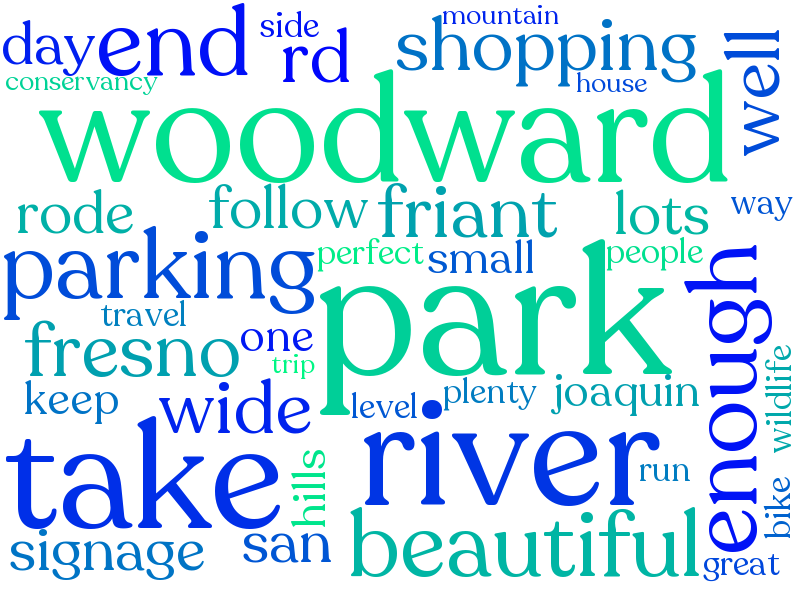 mountain
side
day
end
rd
shopping
well
conservancy
house
woodward
rode
follow
friant
lots
way
parking
perfect
small
people
travel
one
park
enough
fresno
trip
keep
wide
level
plenty
joaquin
wildlife
take
hills
river
run
bike
signage
san
beautiful
great